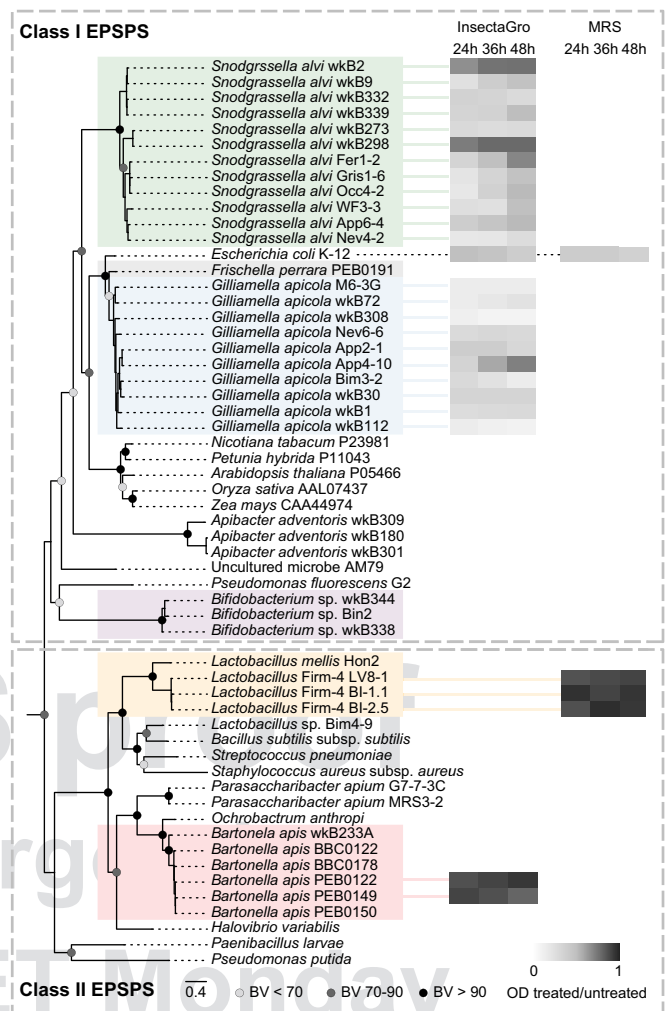 Class I EPSPS
InsectaGro MRS
24h 36h 48h 24h 36h 48h
Snodgrssella alvi wkB2
Snodgrassella alvi wkB9
Snodgrassella alvi wkB332
Snodgrassella alvi wkB339
Snodgrassella alvi wkB273
Snodgrassella alvi wkB298
Snodgrassella alvi Fer1-2
Snodgrassella alvi Gris1-6
Snodgrassella alvi Occ4-2
Snodgrassella alvi WF3-3
Snodgrassella alvi App6-4
Snodgrassella alvi Nev4-2
Escherichia coli K-12
Frischella perrara PEB0191
Gilliamella apicola M6-3G
Gilliamella apicola wkB72
Gilliamella apicola wkB308
Gilliamella apicola Nev6-6
Gilliamella apicola App2-1
Gilliamella apicola App4-10
Gilliamella apicola Bim3-2
Gilliamella apicola wkB30
Gilliamella apicola wkB1
Gilliamella apicola wkB112
Nicotiana tabacum P23981
Petunia hybrida P11043
Arabidopsis thaliana P05466
Oryza sativa AAL07437
Zea mays CAA44974
Apibacter adventoris wkB309
Apibacter adventoris wkB180
Apibacter adventoris wkB301
Uncultured microbe AM79
Pseudomonas fluorescens G2
Bifidobacterium sp. wkB344
Bifidobacterium sp. Bin2
Bifidobacterium sp. wkB338
Lactobacillus mellis Hon2
Lactobacillus Firm-4 LV8-1
Lactobacillus Firm-4 BI-1.1
Lactobacillus Firm-4 BI-2.5
Lactobacillus sp. Bim4-9
Bacillus subtilis subsp. subtilis
Streptococcus pneumoniae
Staphylococcus aureus subsp. aureus
Parasaccharibacter apium G7-7-3C
Parasaccharibacter apium MRS3-2
Ochrobactrum anthropi
Bartonella apis wkB233A
Bartonella apis BBC0122
Bartonella apis BBC0178
Bartonella apis PEB0122
Bartonella apis PEB0149
Bartonella apis PEB0150
Halovibrio variabilis
Paenibacillus larvae
Pseudomonas putida
0 1
Class II EPSPS 0.4 BV < 70 BV 70-90 BV > 90 OD treated/untreated
S proof
rge
FT Monday